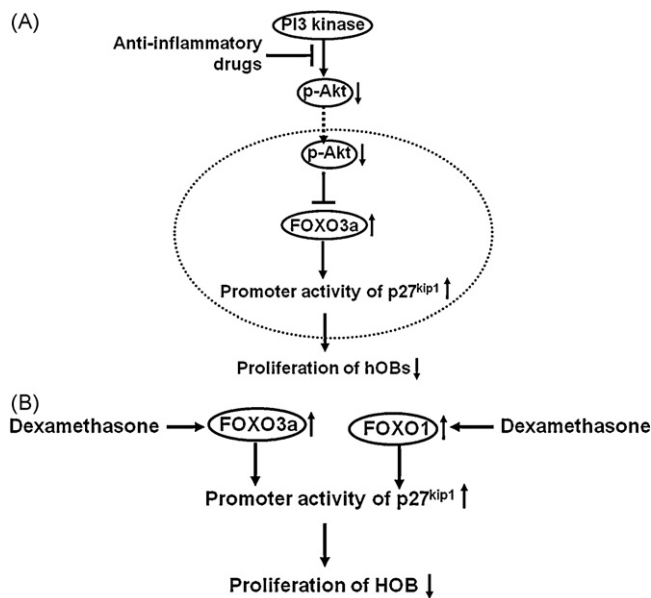 (A)
PI3 kinase
Anti-inflammatory
drugs
p-Akt
p-Akt
FOXO3a
Promoter activity of p27kip1
Proliferation of hOBs
(B)
Dexamethasone FOXO3a FOXO1 Dexamethasone
Promoter activity of p27kip1
Proliferation of HOB